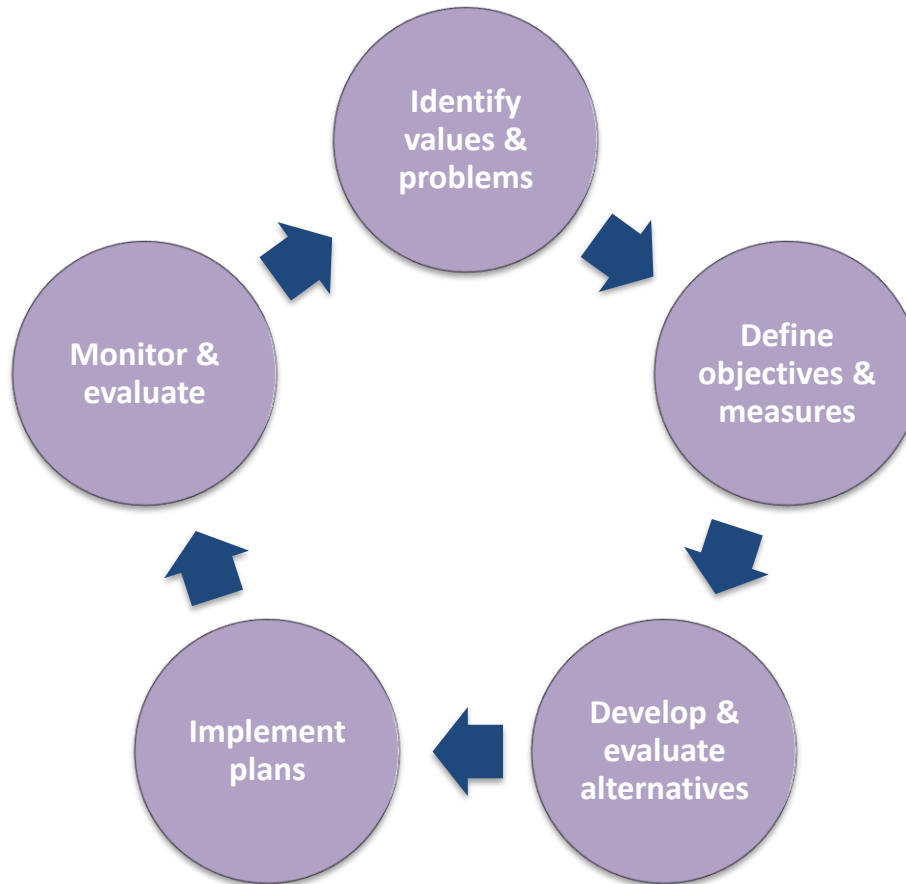 Identify
values &
problems
Define
objectives &
measures
Develop &
evaluate
alternatives
Implement
plans
Monitor &
evaluate